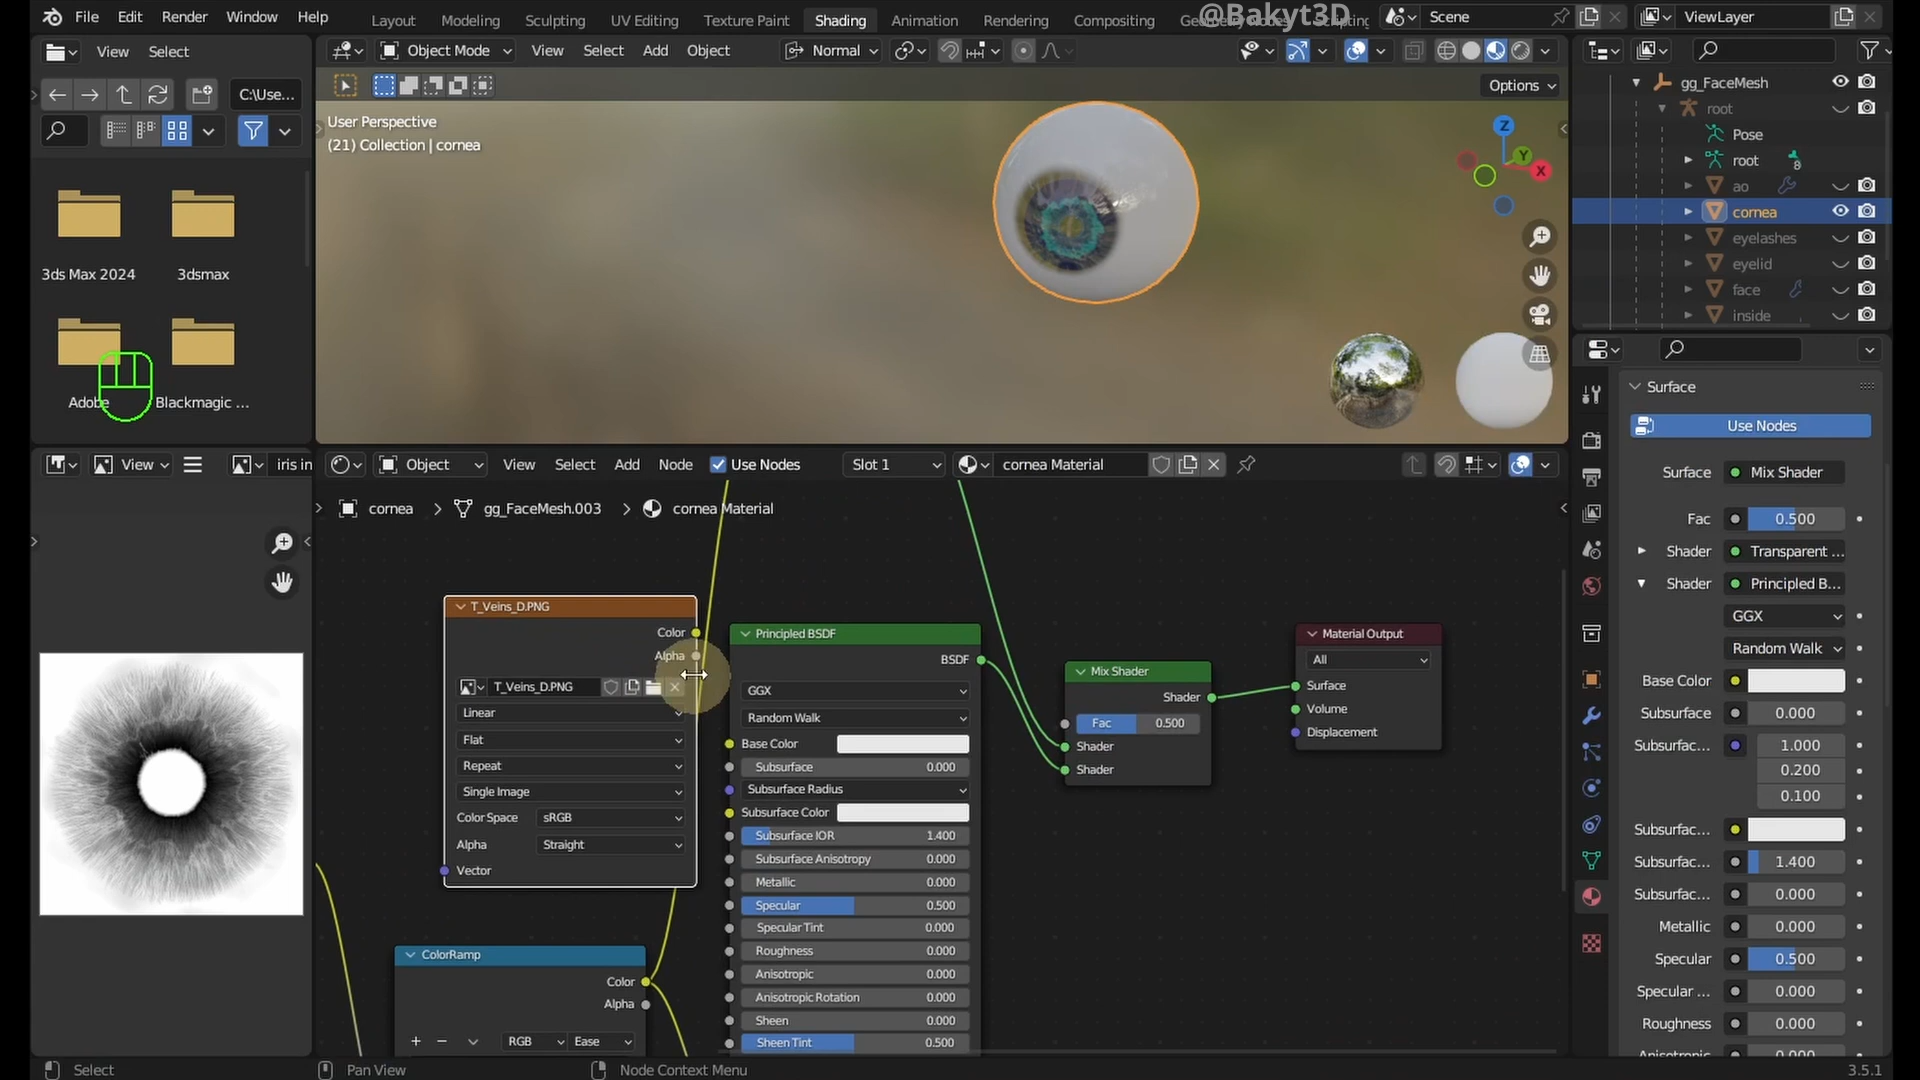 File Edit Render Window Help
Layout Modeling Sculpting UV Editing Texture Paint Shading Animation Rendering Compositing
@Bakyt3D
Scene
ViewLayer
View Select
Object Mode View Select Add Object
Normal
Options
C:\Use...
User Perspective
(21) Collection | cornea
Z
Y
X
3ds Max 2024
3dsmax
Adobe
Blackmagic ...
gg_FaceMesh
root
Pose
root
8
ao
cornea
eyelashes
eyelid
face
inside
View
iris in
Object View Select Add Node Use Nodes Slot 1 cornea Material
cornea > gg_FaceMesh.003 > cornea Material
T_Veins_D.PNG
Color
Alpha
T_Veins_D.PNG
Linear
Flat
Repeat
Single Image
Color Space sRGB
Alpha Straight
Vector
ColorRamp
Color
Alpha
RGB Ease
Principled BSDF
BSDF
GGX
Random Walk
Base Color
Subsurface 0.000
Subsurface Radius
Subsurface Color
Subsurface IOR 1.400
Subsurface Anisotropy 0.000
Metallic 0.000
Specular 0.500
Specular Tint 0.000
Roughness 0.000
Anisotropic 0.000
Anisotropic Rotation 0.000
Sheen 0.000
Sheen Tint 0.500
Mix Shader
Shader
Fac 0.500
Shader
Shader
Material Output
All
Surface
Volume
Displacement
Surface
Use Nodes
Surface Mix Shader
Fac 0.500
Shader Transparent ...
Shader Principled B...
GGX
Random Walk
Base Color
Subsurface 0.000
Subsurfac... 1.000
0.200
0.100
Subsurfac...
Subsurfac... 1.400
Subsurfac... 0.000
Metallic 0.000
Specular 0.500
Specular ... 0.000
Roughness 0.000
Select
Pan View
Node Context Menu
3.5.1